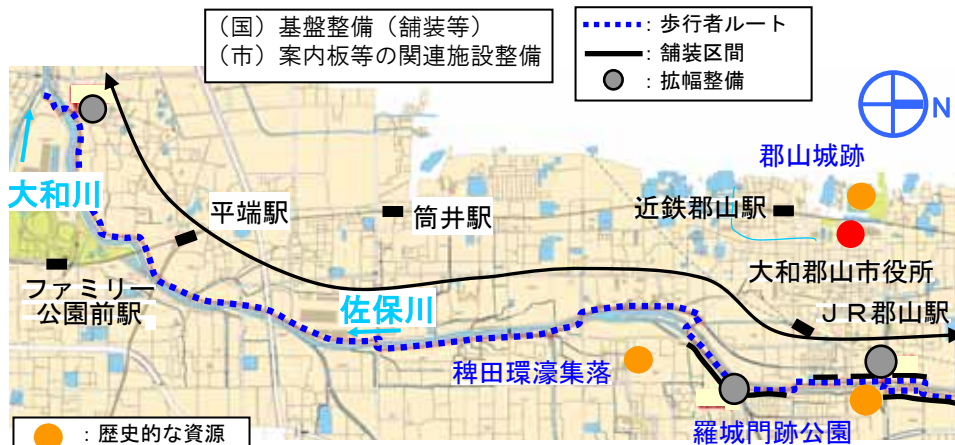 （国）基盤整備（舗装等）
（市）案内板等の関連施設整備
：歩行者ルート
：舗装区間
：拡幅整備
N
郡山城跡
大和川
平端駅
筒井駅
近鉄郡山駅
大和郡山市役所
ファミリー
公園前駅
佐保川
ＪＲ郡山駅
稗田環濠集落
羅城門跡公園
：歴史的な資源